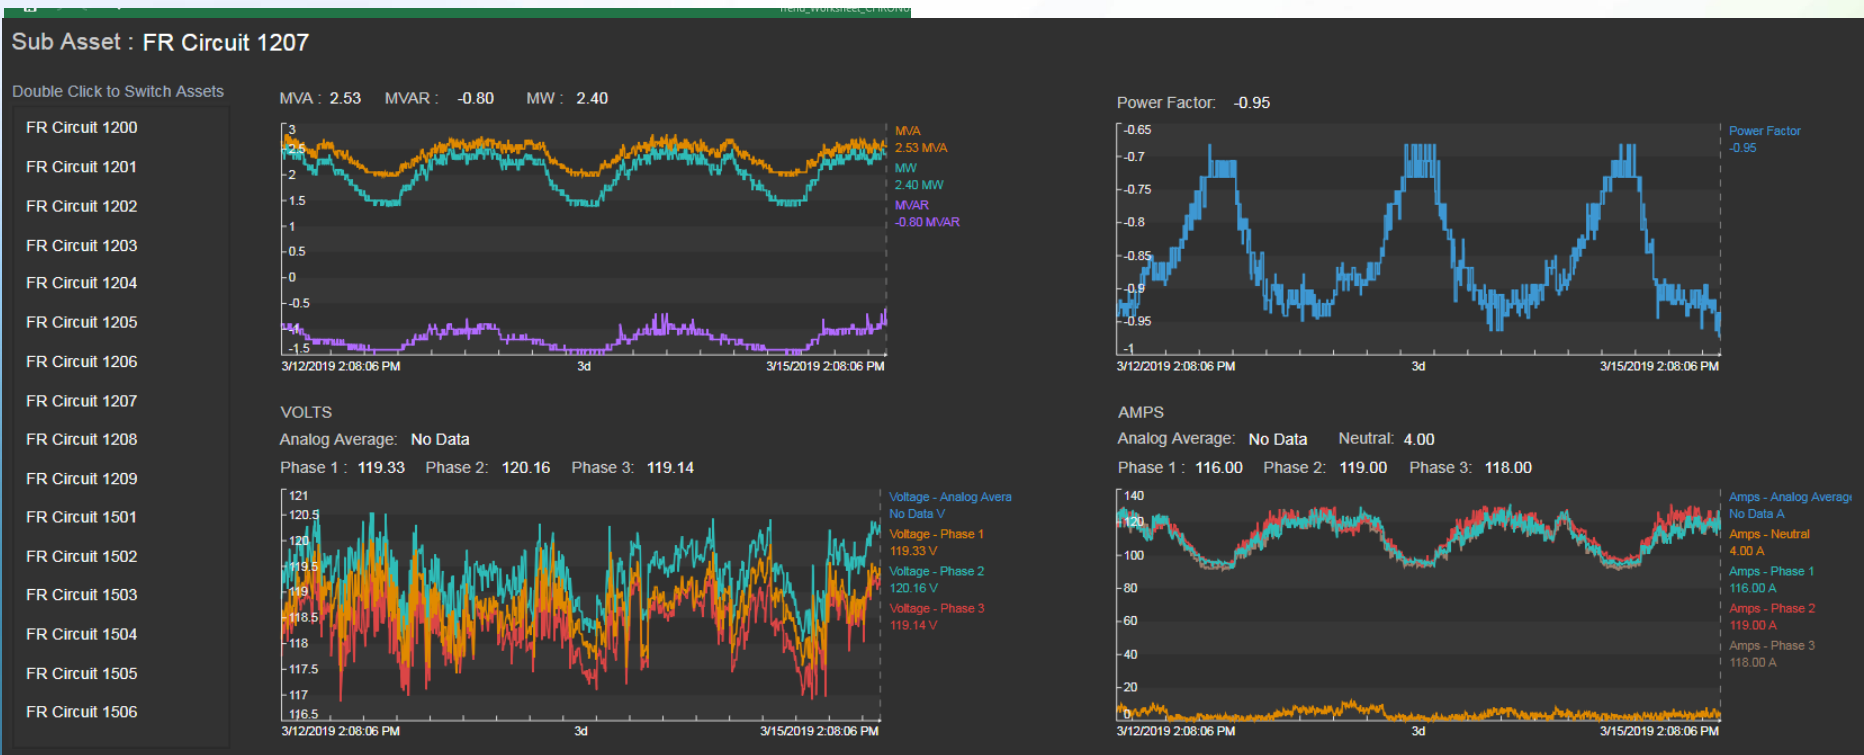 Trend_Worksheet_CHRONO
Sub Asset : FR Circuit 1207
Double Click to Switch Assets
FR Circuit 1200
FR Circuit 1201
FR Circuit 1202
FR Circuit 1203
FR Circuit 1204
FR Circuit 1205
FR Circuit 1206
FR Circuit 1207
FR Circuit 1208
FR Circuit 1209
FR Circuit 1501
FR Circuit 1502
FR Circuit 1503
FR Circuit 1504
FR Circuit 1505
FR Circuit 1506
MVA : 2.53 MVAR : -0.80 MW : 2.40
3
2.5
2
1.5
1
0.5
0
-0.5
-1
-1.5
3/12/2019 2:08:06 PM 3d 3/15/2019 2:08:06 PM
MVA
2.53 MVA
MW
2.40 MW
MVAR
-0.80 MVAR
Power Factor: -0.95
-0.65
-0.7
-0.75
-0.8
-0.85
-0.9
-0.95
-1
3/12/2019 2:08:06 PM 3d 3/15/2019 2:08:06 PM
Power Factor
-0.95
VOLTS
Analog Average: No Data
Phase 1 : 119.33 Phase 2: 120.16 Phase 3: 119.14
121
120.5
120
119.5
119
118.5
118
117.5
117
116.5
3/12/2019 2:08:06 PM 3d 3/15/2019 2:08:06 PM
Voltage - Analog Avera
No Data V
Voltage - Phase 1
119.33 V
Voltage - Phase 2
120.16 V
Voltage - Phase 3
119.14 V
AMPS
Analog Average: No Data Neutral: 4.00
Phase 1 : 116.00 Phase 2: 119.00 Phase 3: 118.00
140
120
100
80
60
40
20
0
3/12/2019 2:08:06 PM 3d 3/15/2019 2:08:06 PM
Amps - Analog Average
No Data A
Amps - Neutral
4.00 A
Amps - Phase 1
116.00 A
Amps - Phase 2
119.00 A
Amps - Phase 3
118.00 A